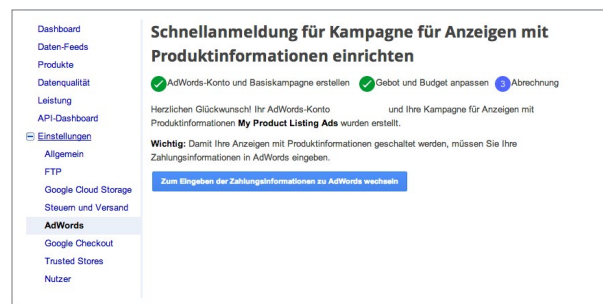 Dashboard
Daten-Feeds
Produkte
Datenqualität
Leistung
API-Dashboard
Einstellungen
Allgemein
FTP
Google Cloud Storage
Steuern und Versand
AdWords
Google Checkout
Trusted Stores
Nutzer
Schnellanmeldung für Kampagne für Anzeigen mit
Produktinformationen einrichten
AdWords-Konto und Basiskampagne erstellen Gebot und Budget anpassen 3 Abrechnung
Herzlichen Glückwunsch! Ihr AdWords-Konto und Ihre Kampagne für Anzeigen mit
Produktinformationen My Product Listing Ads wurden erstellt.
Wichtig: Damit Ihre Anzeigen mit Produktinformationen geschaltet werden, müssen Sie Ihre
Zahlungsinformationen in AdWords eingeben.
Zum Eingeben der Zahlungsinformationen zu AdWords wechseln